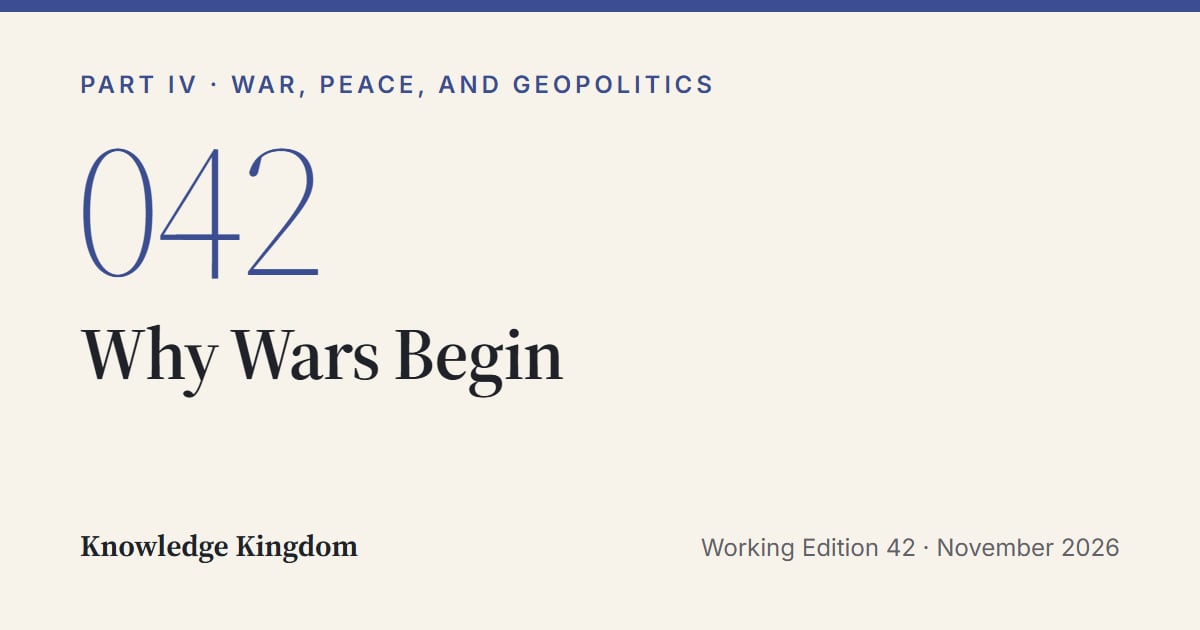 PART IV · WAR, PEACE, AND GEOPOLITICS
042
Why Wars Begin
Knowledge Kingdom
Working Edition 42 · November 2026